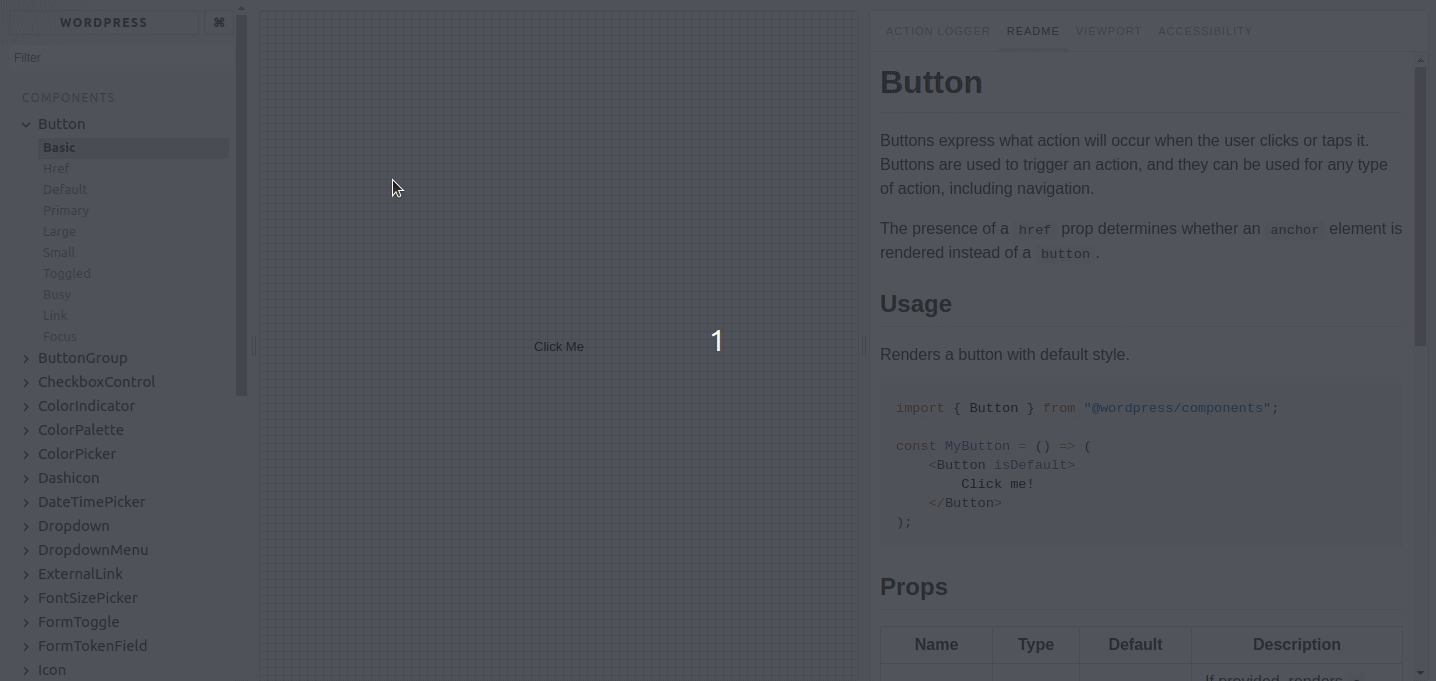 WORDPRESS
⌘
Filter
COMPONENTS
Button
Basic
Href
Default
Primary
Large
Small
Toggled
Busy
Link
Focus
ButtonGroup
CheckboxControl
ColorIndicator
ColorPalette
ColorPicker
Dashicon
DateTimePicker
Dropdown
DropdownMenu
ExternalLink
FontSizePicker
FormToggle
FormTokenField
Icon
Click Me
1
ACTION LOGGER README VIEWPORT ACCESSIBILITY
Button
Buttons express what action will occur when the user clicks or taps it.
Buttons are used to trigger an action, and they can be used for any type
of action, including navigation.
The presence of a href prop determines whether an anchor element is
rendered instead of a button.
Usage
Renders a button with default style.
import { Button } from "@wordpress/components";
const MyButton = () => (
<Button isDefault>
Click me!
</Button>
);
Props
Name Type Default Description
If provided, renders a